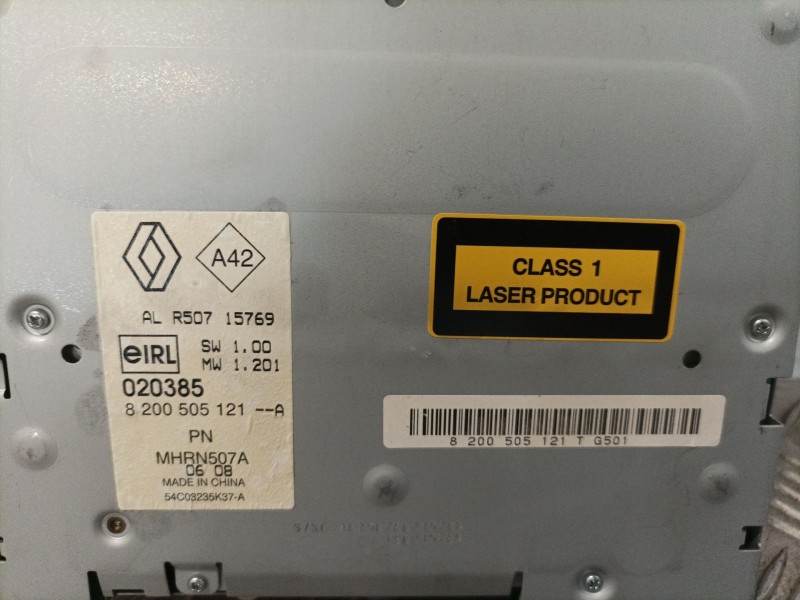 A42
AL R507 15769
eIRL
SW 1.00
MW 1.201
020385
8 200 505 121 --A
PN
MHRN507A
06 08
MADE IN CHINA
54C03235K37-A
CLASS 1
LASER PRODUCT
8 200 505 121 T G501